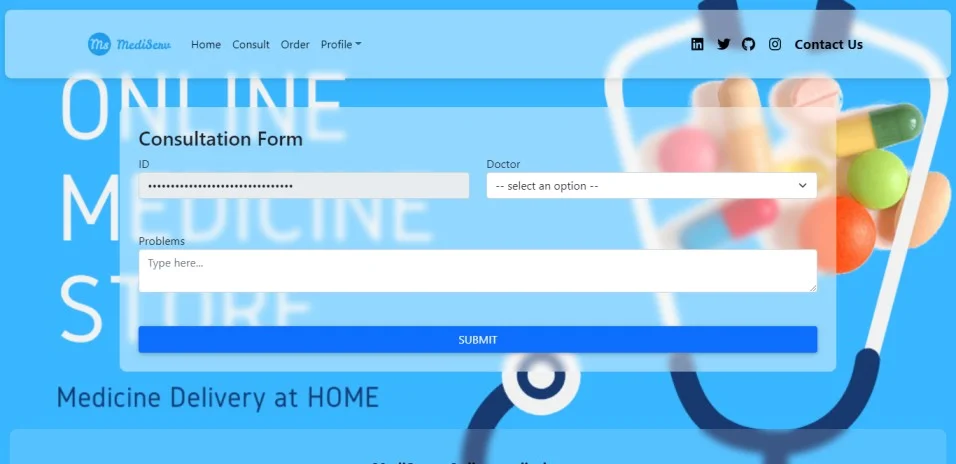 Ms MediServ Home Consult Order Profile Contact Us
ONLINE
Consultation Form
ID Doctor
•••••••••••••••••••••••••••••••• -- select an option --
MEDICINE
Problems
Type here...
STORE
SUBMIT
Medicine Delivery at HOME